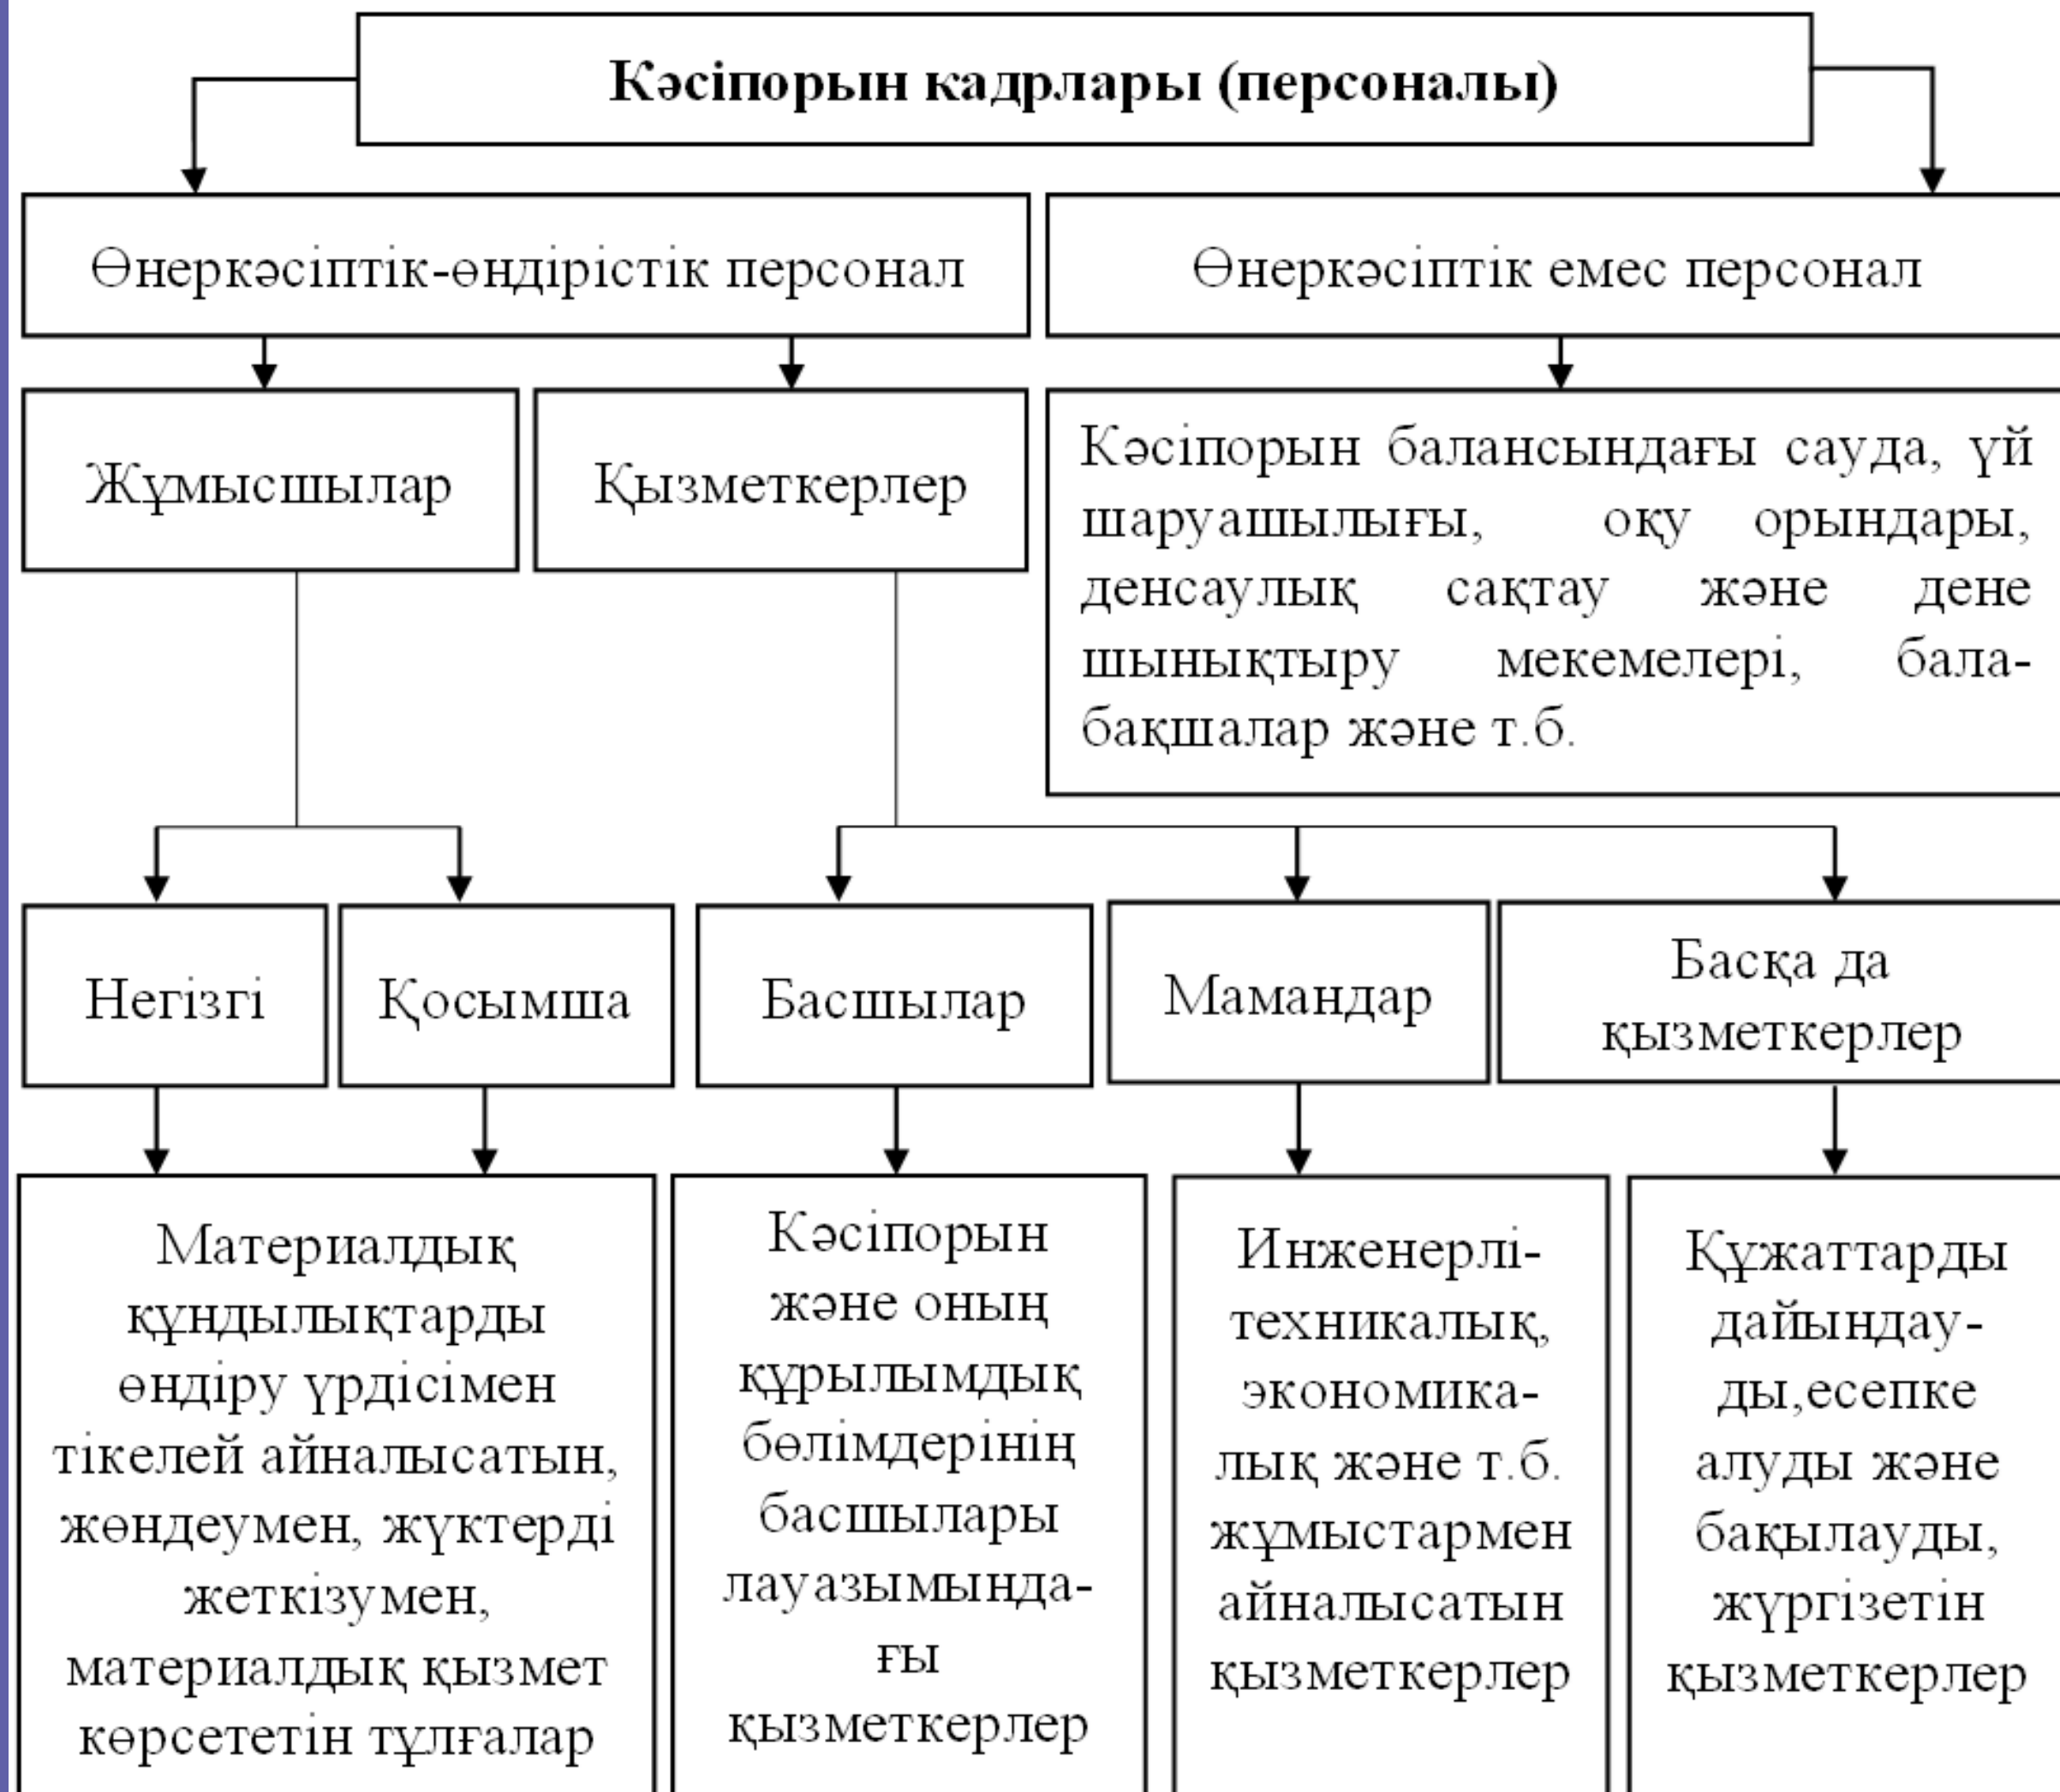 Кәсіпорын кадрлары (персоналы)
Өнеркәсіптік-өндірістік персонал
Өнеркәсіптік емес персонал
Жұмысшылар
Қызметкерлер
Кәсіпорын балансындағы сауда, үй
шаруашылығы, оқу орындары,
денсаулық сақтау және дене
шынықтыру мекемелері, бала-
бақшалар және т.б.
Негізгі
Қосымша
Басшылар
Мамандар
Басқа да
қызметкерлер
Материалдық
құндылықтарды
өндіру үрдісімен
тікелей айналысатын,
жөндеумен, жүктерді
жеткізумен,
материалдық қызмет
көрсететін тұлғалар
Кәсіпорын
және оның
құрылымдық
бөлімдерінің
басшылары
лауазымында-
ғы
қызметкерлер
Инженерлі-
техникалық,
экономика-
лық және т.б.
жұмыстармен
айналысатын
қызметкерлер
Құжаттарды
дайындау-
ды,есепке
алуды және
бақылауды,
жүргізетін
қызметкерлер